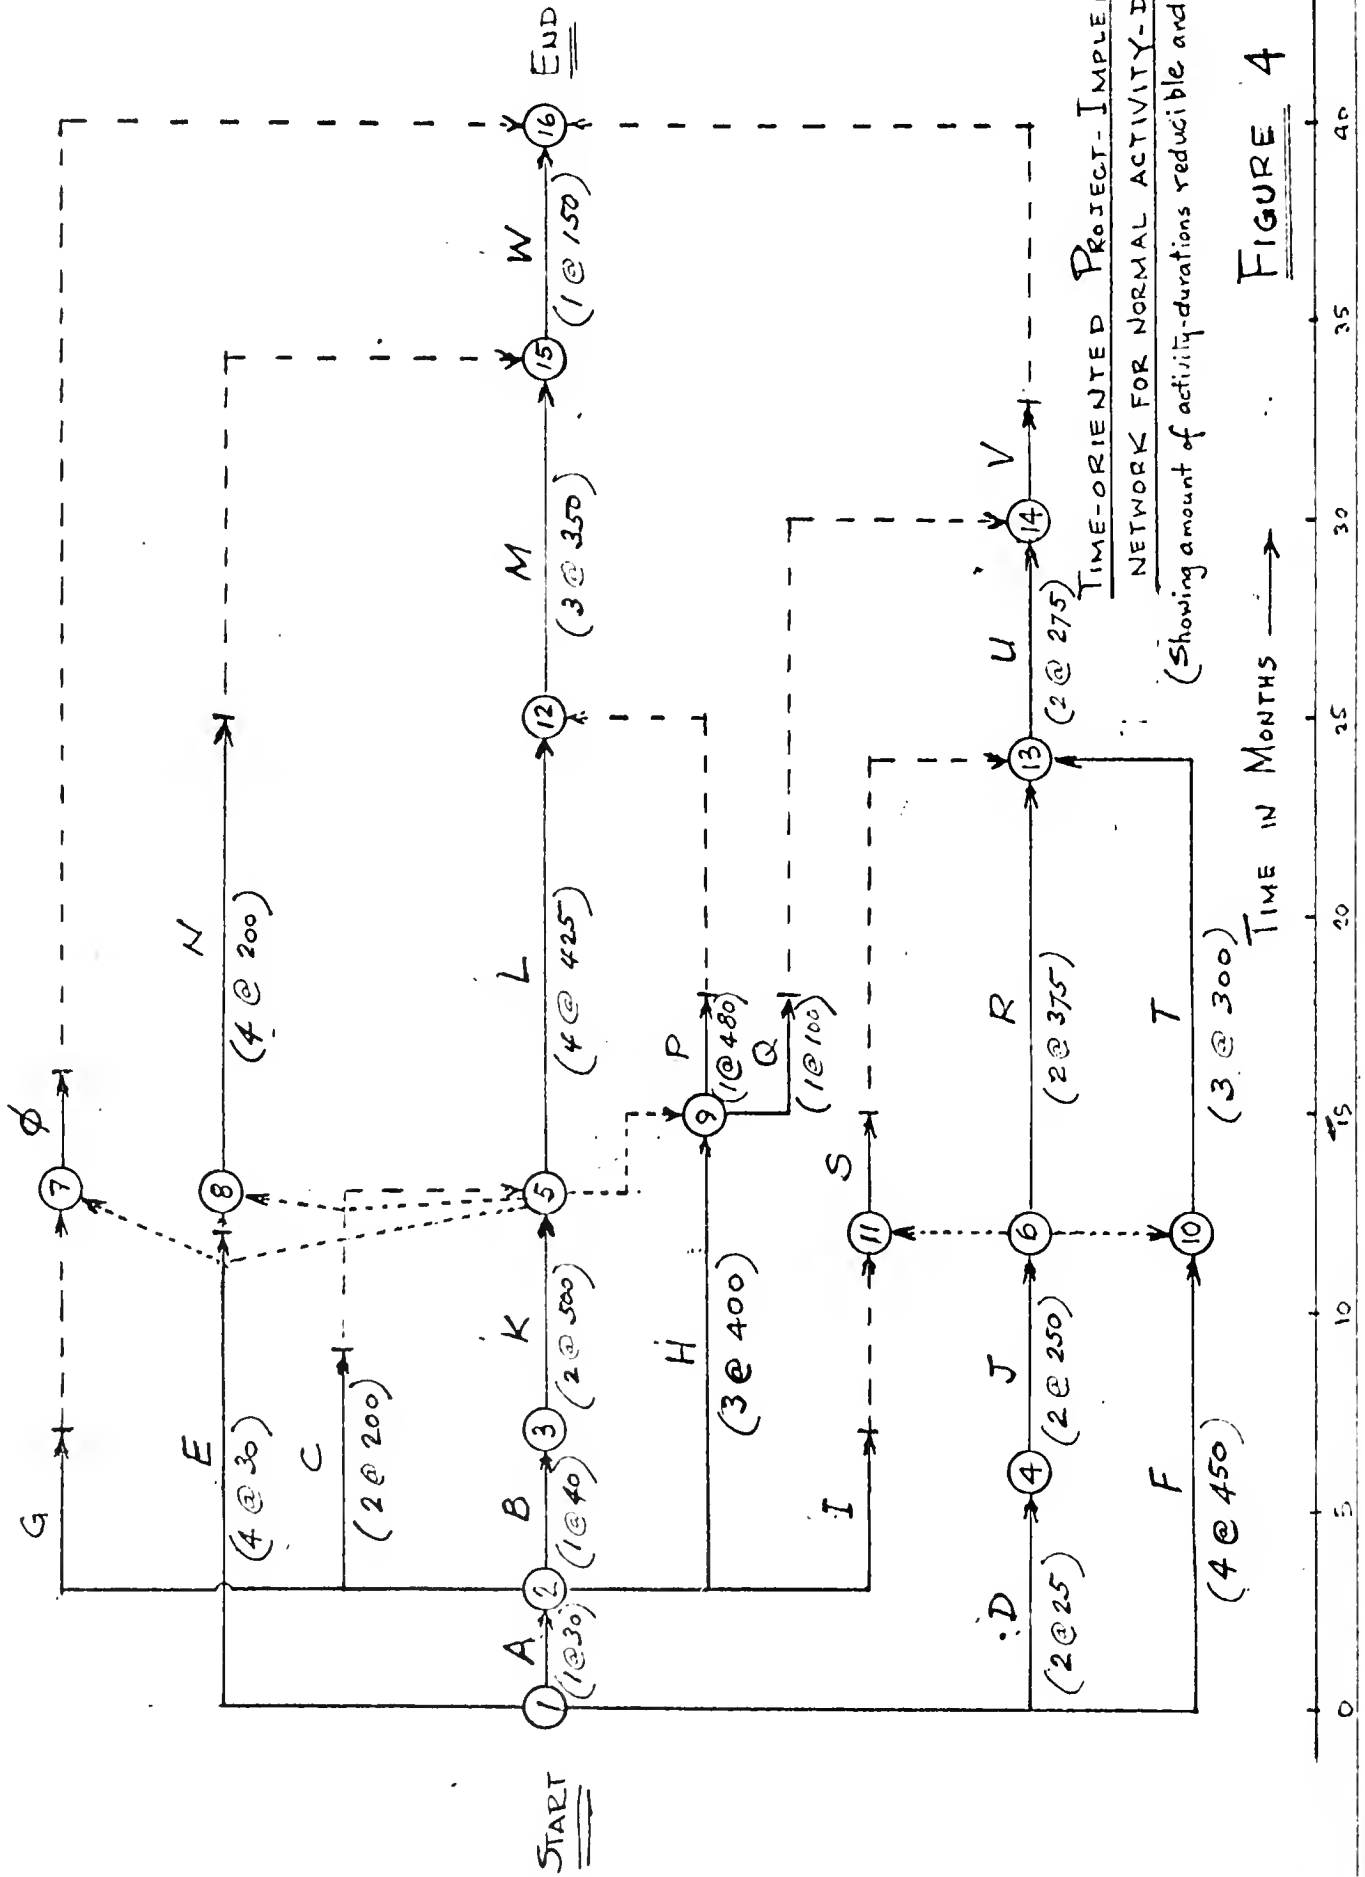 START
END
1
A
(1@30)
2
B
(1@40)
3
K
(2@500)
5
L
(4@425)
12
M
(3@350)
15
W
(1@150)
16
G
7
Ø
E
(4@30)
8
N
(4@200)
C
(2@200)
H
(3@400)
9
P
(1@480)
Q
(1@100)
I
11
S
D
(2@25)
4
J
(2@250)
6
R
(2@375)
13
U
(2@275)
14
V
F
(4@450)
10
T
(3@300)
TIME-ORIENTED PROJECT-IMPLE
NETWORK FOR NORMAL ACTIVITY-D
(Showing amount of activity-durations reducible and
FIGURE 4
TIME IN MONTHS
0 5 10 15 20 25 30 35 40